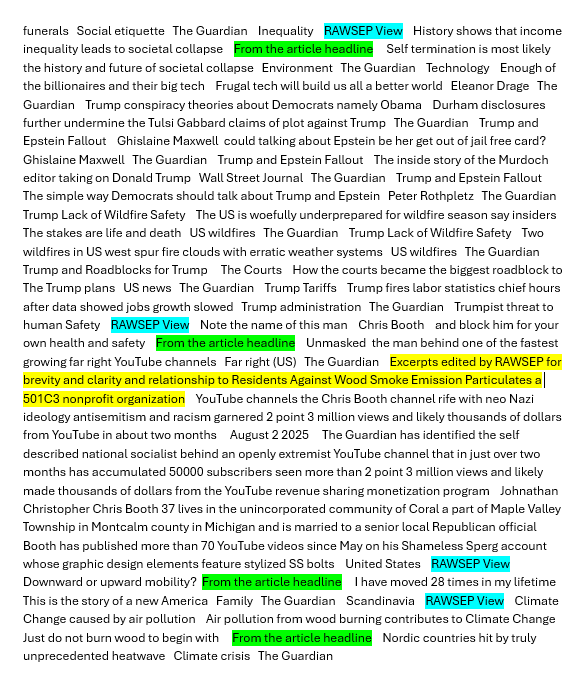 funerals Social etiquette The Guardian Inequality RAWSEP View History shows that income
inequality leads to societal collapse From the article headline Self termination is most likely
the history and future of societal collapse Environment The Guardian Technology Enough of
the billionaires and their big tech Frugal tech will build us all a better world Eleanor Drage The
Guardian Trump conspiracy theories about Democrats namely Obama Durham disclosures
further undermine the Tulsi Gabbard claims of plot against Trump The Guardian Trump and
Epstein Fallout Ghislaine Maxwell could talking about Epstein be her get out of jail free card?
Ghislaine Maxwell The Guardian Trump and Epstein Fallout The inside story of the Murdoch
editor taking on Donald Trump Wall Street Journal The Guardian Trump and Epstein Fallout
The simple way Democrats should talk about Trump and Epstein Peter Rothpletz The Guardian
Trump Lack of Wildfire Safety The US is woefully underprepared for wildfire season say insiders
The stakes are life and death US wildfires The Guardian Trump Lack of Wildfire Safety Two
wildfires in US west spur fire clouds with erratic weather systems US wildfires The Guardian
Trump and Roadblocks for Trump The Courts How the courts became the biggest roadblock to
The Trump plans US news The Guardian Trump Tariffs Trump fires labor statistics chief hours
after data showed jobs growth slowed Trump administration The Guardian Trumpist threat to
human Safety RAWSEP View Note the name of this man Chris Booth and block him for your
own health and safety From the article headline Unmasked the man behind one of the fastest
growing far right YouTube channels Far right (US) The Guardian Excerpts edited by RAWSEP for
brevity and clarity and relationship to Residents Against Wood Smoke Emission Particulates a
501C3 nonprofit organization YouTube channels the Chris Booth channel rife with neo Nazi
ideology antisemitism and racism garnered 2 point 3 million views and likely thousands of dollars
from YouTube in about two months August 2 2025 The Guardian has identified the self
described national socialist behind an openly extremist YouTube channel that in just over two
months has accumulated 50000 subscribers seen more than 2 point 3 million views and likely
made thousands of dollars from the YouTube revenue sharing monetization program Johnathan
Christopher Chris Booth 37 lives in the unincorporated community of Coral a part of Maple Valley
Township in Montcalm county in Michigan and is married to a senior local Republican official
Booth has published more than 70 YouTube videos since May on his Shameless Sperg account
whose graphic design elements feature stylized SS bolts United States RAWSEP View
Downward or upward mobility? From the article headline I have moved 28 times in my lifetime
This is the story of a new America Family The Guardian Scandinavia RAWSEP View Climate
Change caused by air pollution Air pollution from wood burning contributes to Climate Change
Just do not burn wood to begin with From the article headline Nordic countries hit by truly
unprecedented heatwave Climate crisis The Guardian